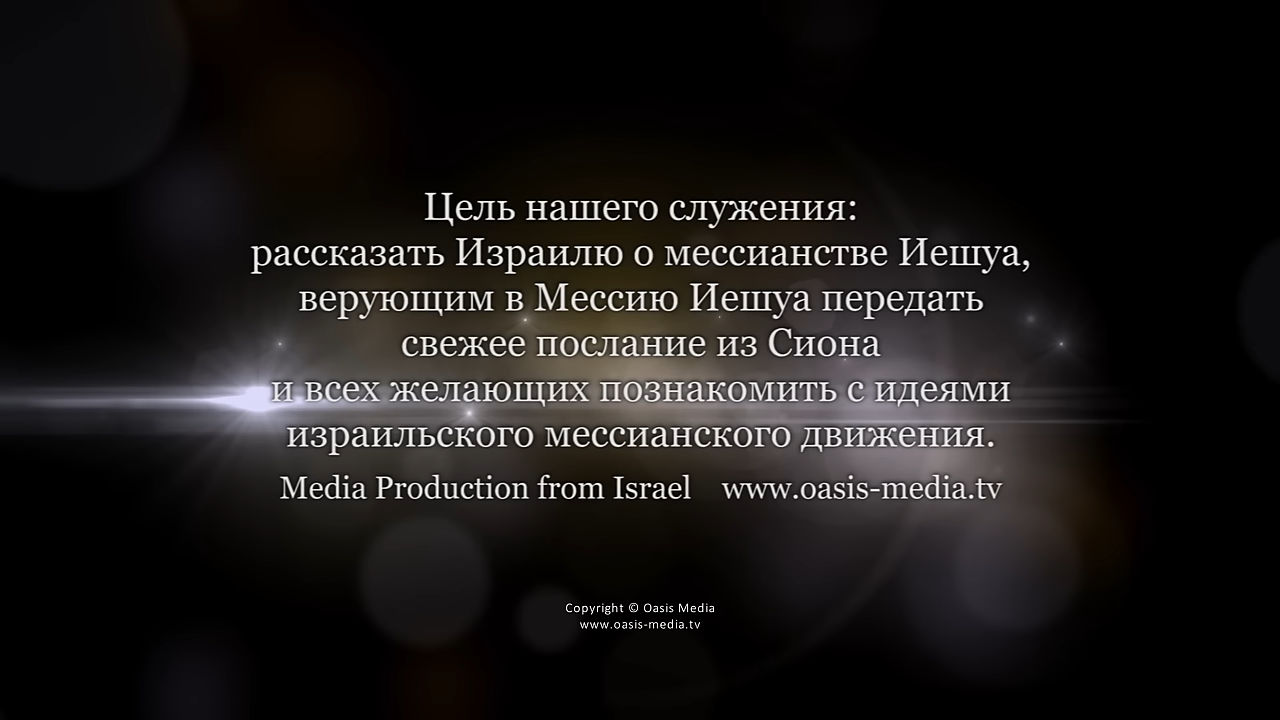 Цель нашего служения:
рассказать Израилю о мессианстве Иешуа,
верующим в Мессию Иешуа передать
свежее послание из Сиона
и всех желающих познакомить с идеями
израильского мессианского движения.
Media Production from Israel www.oasis-media.tv
Copyright © Oasis Media
www.oasis-media.tv